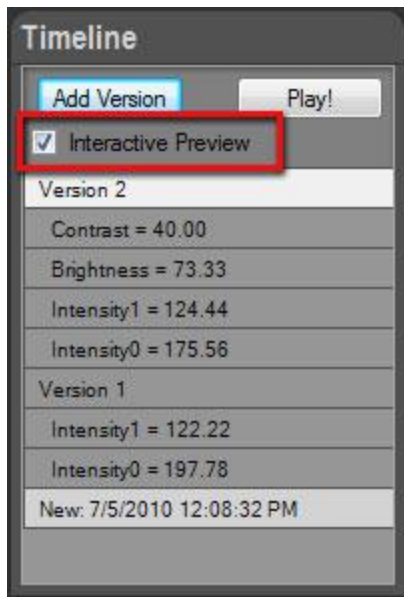 Timeline
Add Version Play!
Interactive Preview
Version 2
Contrast = 40.00
Brightness = 73.33
Intensity1 = 124.44
Intensity0 = 175.56
Version 1
Intensity1 = 122.22
Intensity0 = 197.78
New: 7/5/2010 12:08:32 PM